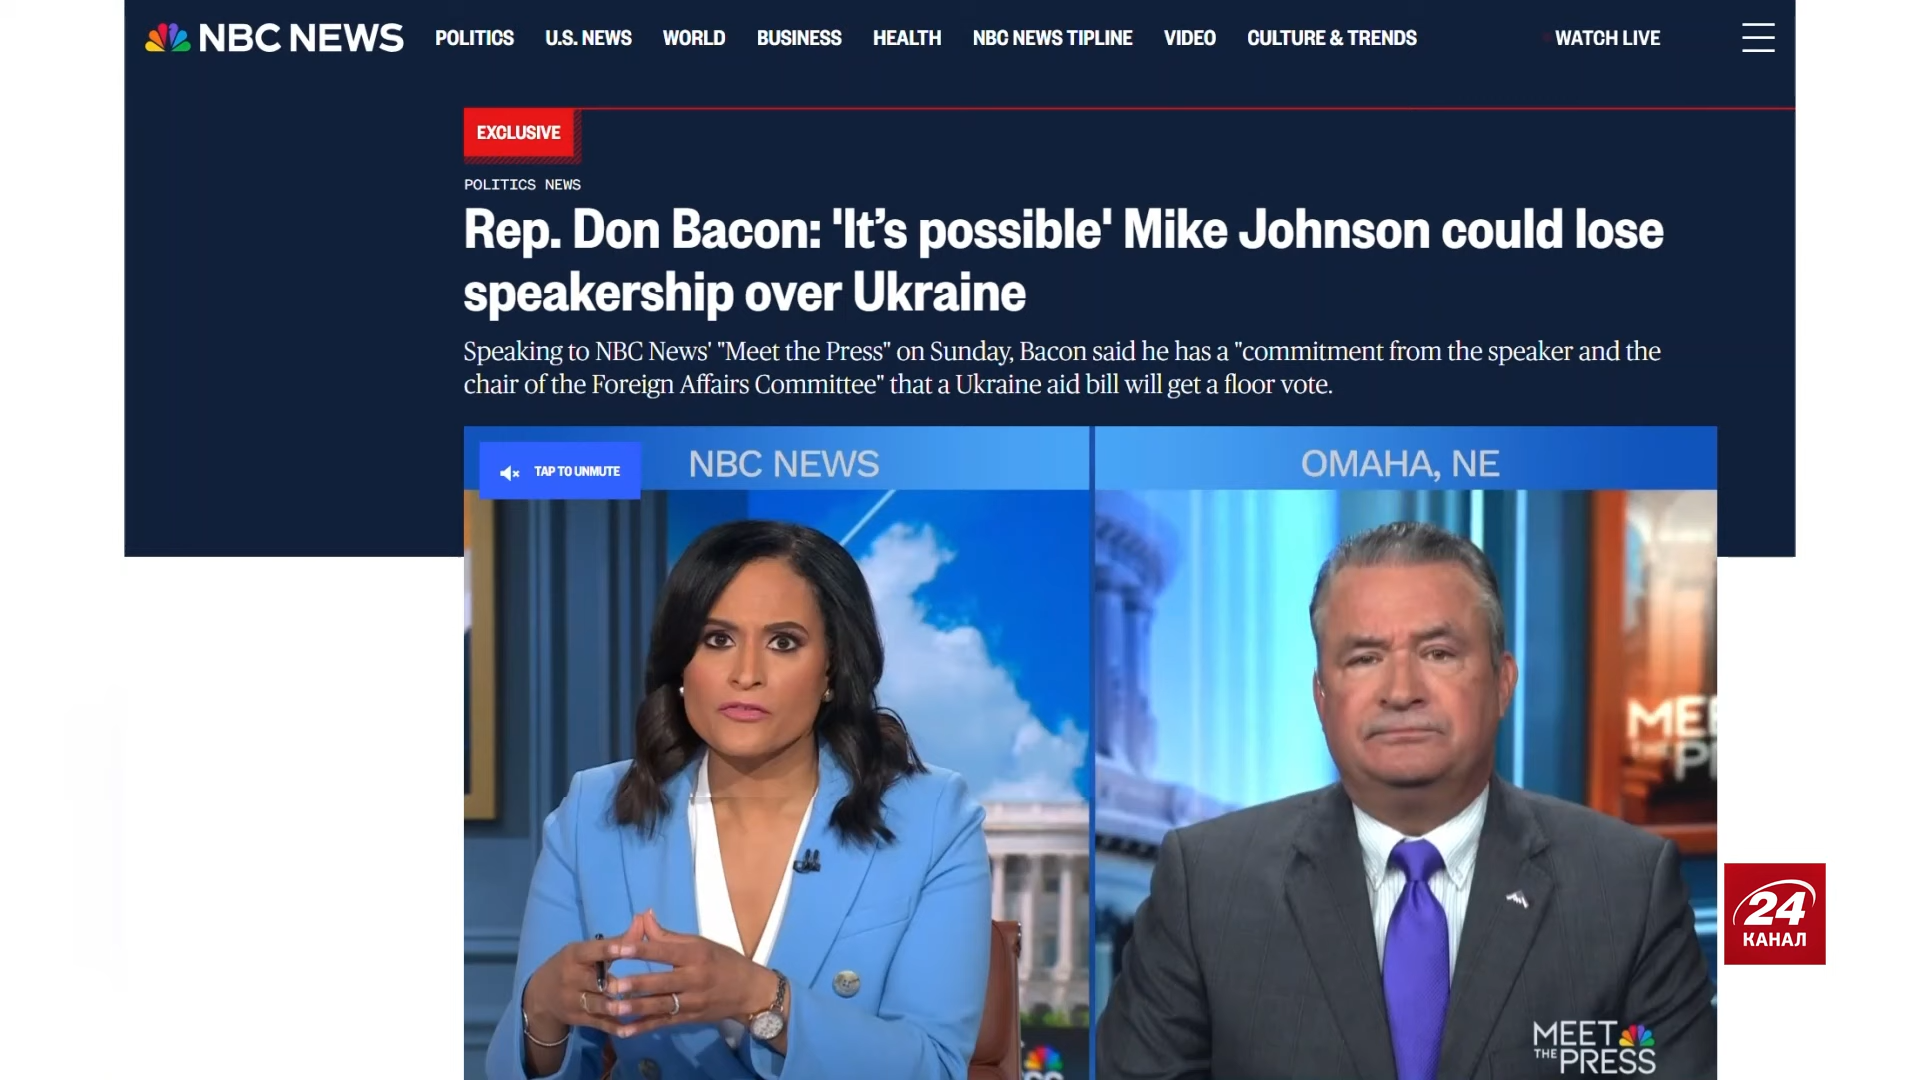 NBC NEWS POLITICS U.S. NEWS WORLD BUSINESS HEALTH NBC NEWS TIPLINE VIDEO CULTURE & TRENDS WATCH LIVE
EXCLUSIVE
POLITICS NEWS
Rep. Don Bacon: 'It’s possible' Mike Johnson could lose
speakership over Ukraine
Speaking to NBC News' "Meet the Press" on Sunday, Bacon said he has a "commitment from the speaker and the
chair of the Foreign Affairs Committee" that a Ukraine aid bill will get a floor vote.
TAP TO UNMUTE
NBC NEWS
OMAHA, NE
24
КАНАЛ
MEET
THE PRESS